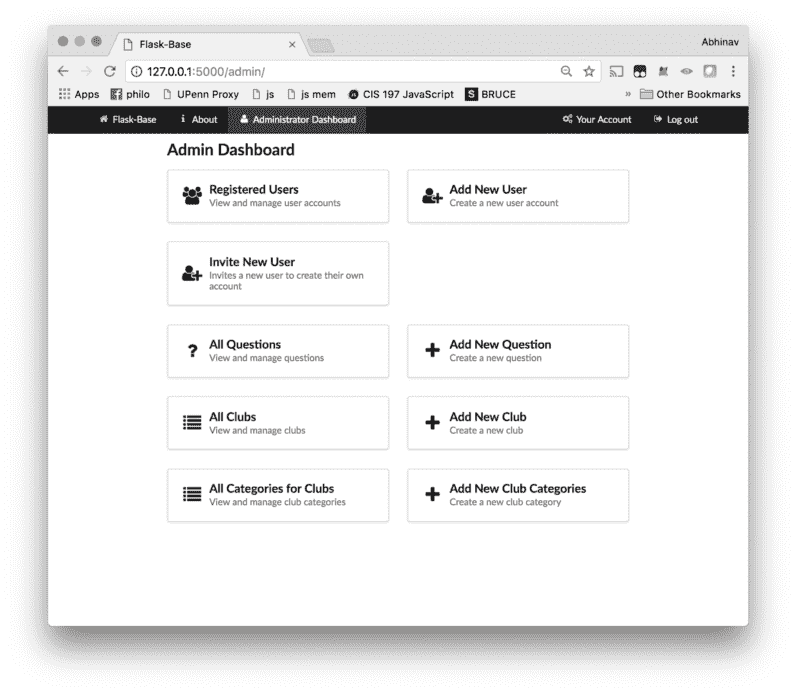 Flask-Base
Abhinav
127.0.0.1:5000/admin/
Apps philo UPenn Proxy js js mem CIS 197 JavaScript S BRUCE » Other Bookmarks
Flask-Base About Administrator Dashboard Your Account Log out
Admin Dashboard
Registered Users
View and manage user accounts
Add New User
Create a new user account
Invite New User
Invites a new user to create their own
account
All Questions
View and manage questions
Add New Question
Create a new question
All Clubs
View and manage clubs
Add New Club
Create a new club
All Categories for Clubs
View and manage club categories
Add New Club Categories
Create a new club category